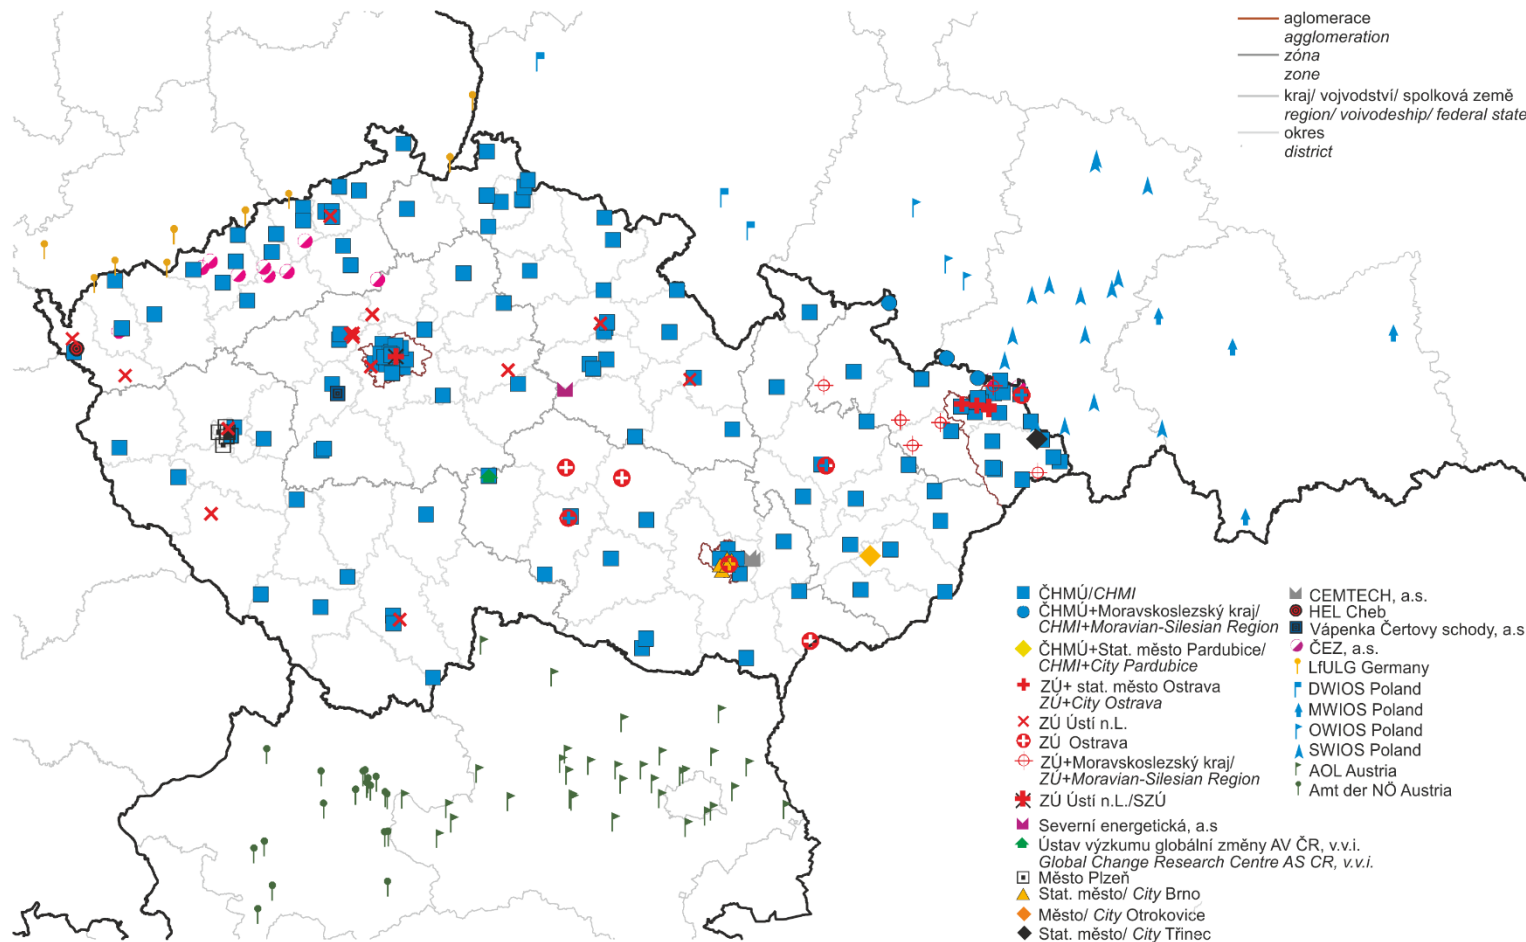 aglomerace
agglomeration
zóna
zone
kraj/ vojvodství/ spolková země
region/ voivodeship/ federal state
okres
district
ČHMÚ/CHMI
ČHMÚ+Moravskoslezský kraj/
CHMI+Moravian-Silesian Region
ČHMÚ+Stat. město Pardubice/
CHMI+City Pardubice
ZÚ+ stat. město Ostrava
ZÚ+City Ostrava
ZÚ Ústí n.L.
ZÚ Ostrava
ZÚ+Moravskoslezský kraj/
ZÚ+Moravian-Silesian Region
ZÚ Ústí n.L./SZÚ
Severní energetická, a.s
Ústav výzkumu globální změny AV ČR, v.v.i.
Global Change Research Centre AS CR, v.v.i.
Město Plzeň
Stat. město/ City Brno
Město/ City Otrokovice
Stat. město/ City Třinec
CEMTECH, a.s.
HEL Cheb
Vápenka Čertovy schody, a.s
ČEZ, a.s.
LfULG Germany
DWIOS Poland
MWIOS Poland
OWIOS Poland
SWIOS Poland
AOL Austria
Amt der NÖ Austria